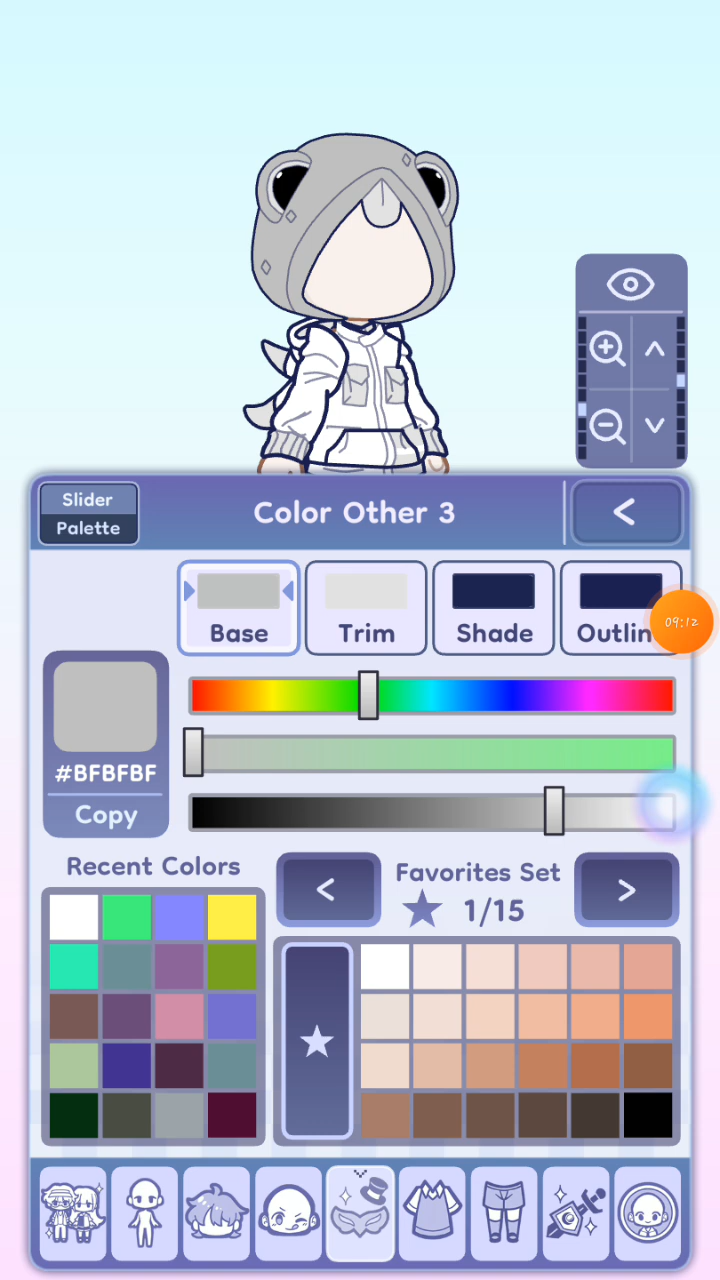 Slider
Palette
Color Other 3
Base
Trim
Shade
Outlin
09:12
#BFBFBF
Copy
Recent Colors
Favorites Set
1/15